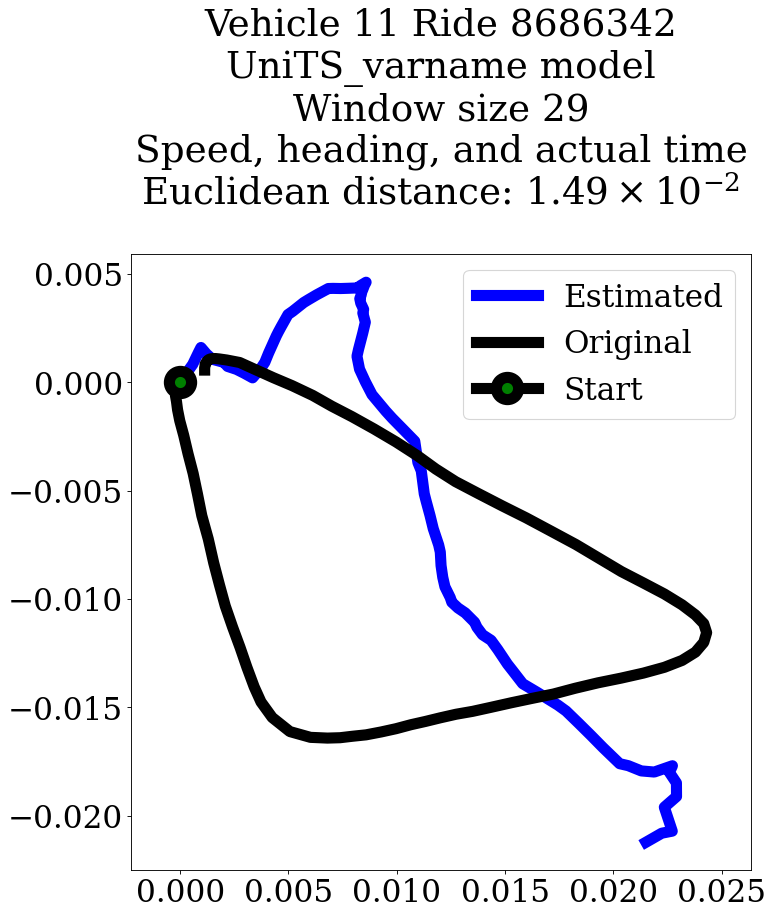 Vehicle 11 Ride 8686342
UniTS_varname model
Window size 29
Speed, heading, and actual time
Euclidean distance: 1.49 × 10⁻²
Estimated
Original
Start
0.005
0.000
−0.005
−0.010
−0.015
−0.020
0.000 0.005 0.010 0.015 0.020 0.025